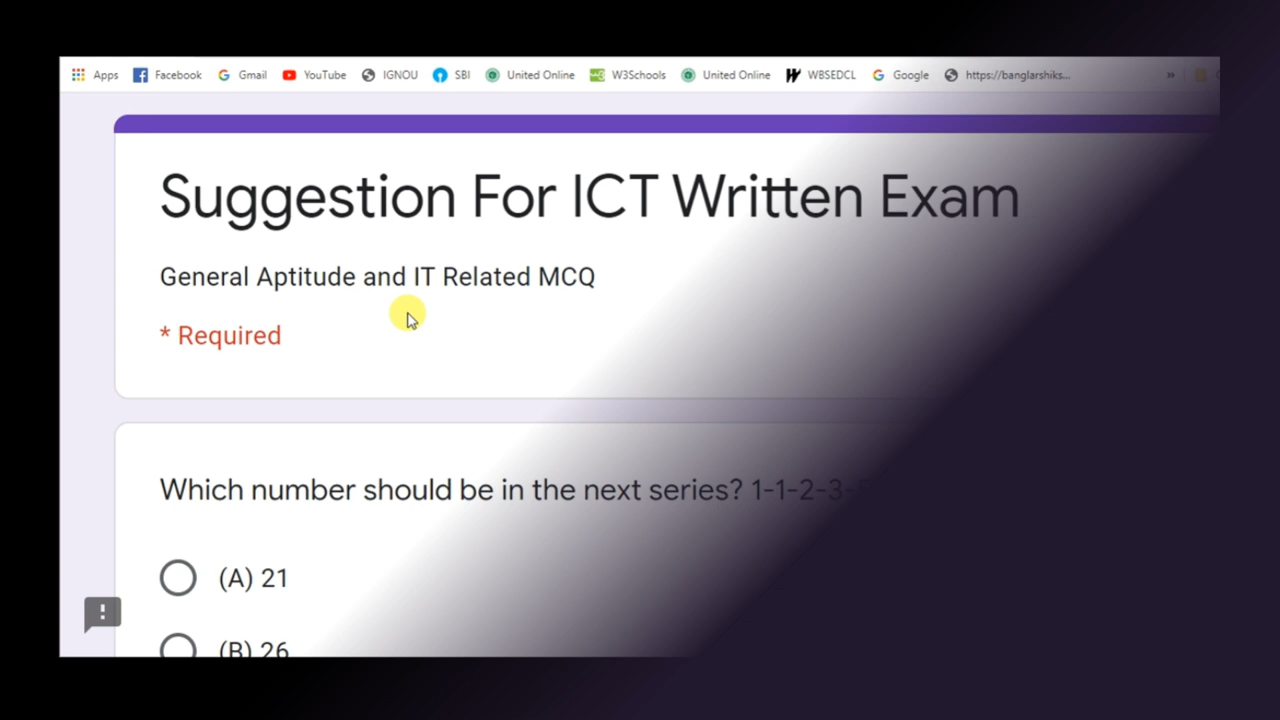 Apps Facebook Gmail YouTube IGNOU SBI United Online W3Schools United Online WBSEDCL Google https://banglarshiks... »
Suggestion For ICT Written Exam
General Aptitude and IT Related MCQ
* Required
Which number should be in the next series? 1-1-2-3-
(A) 21
(B) 26